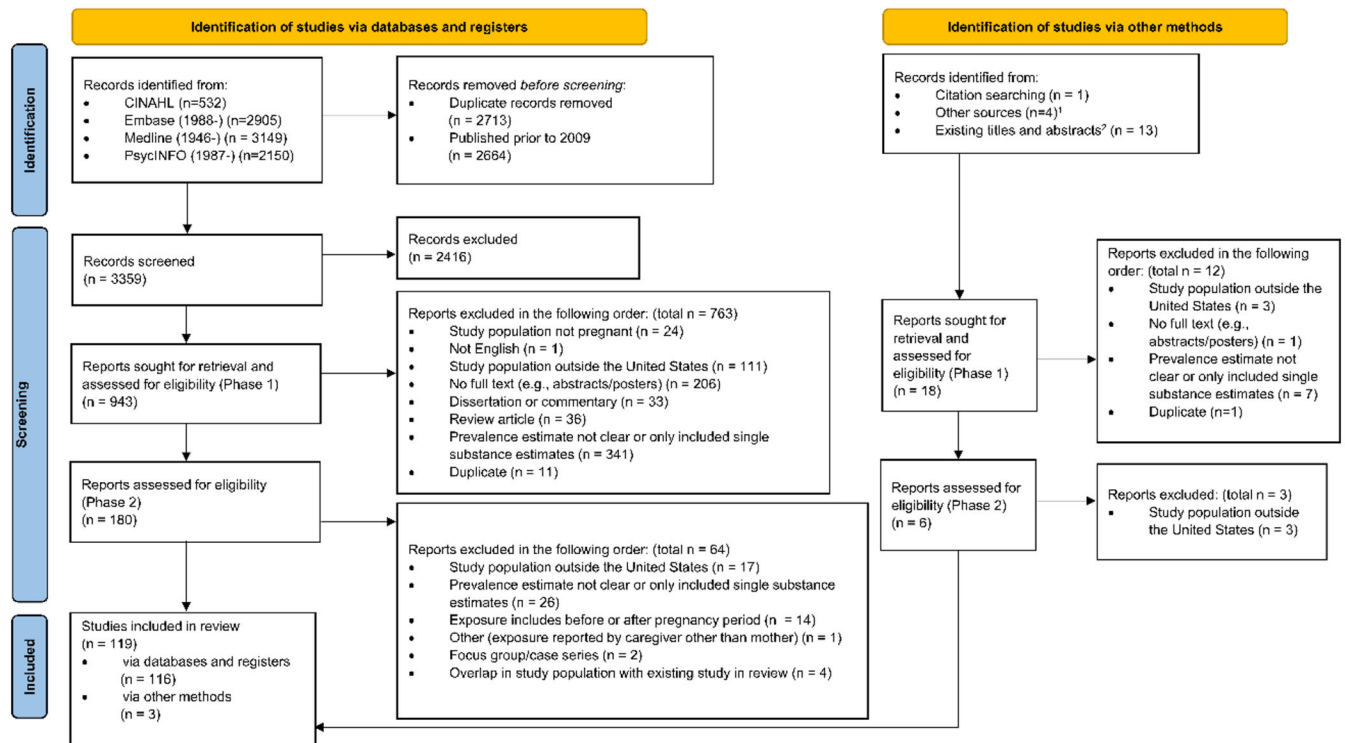 Identification of studies via databases and registers
Identification of studies via other methods
Identification
Records identified from:
• CINAHL (n=532)
• Embase (1988-) (n=2905)
• Medline (1946-) (n = 3149)
• PsycINFO (1987-) (n=2150)
Records removed before screening:
• Duplicate records removed
(n = 2713)
• Published prior to 2009
(n = 2664)
Records identified from:
• Citation searching (n = 1)
• Other sources (n=4)¹
• Existing titles and abstracts² (n = 13)
Screening
Records screened
(n = 3359)
Records excluded
(n = 2416)
Reports sought for retrieval and
assessed for eligibility (Phase 1)
(n = 943)
Reports excluded in the following order: (total n = 763)
▪ Study population not pregnant (n = 24)
▪ Not English (n = 1)
▪ Study population outside the United States (n = 111)
▪ No full text (e.g., abstracts/posters) (n = 206)
▪ Dissertation or commentary (n = 33)
▪ Review article (n = 36)
▪ Prevalence estimate not clear or only included single
substance estimates (n = 341)
• Duplicate (n = 11)
Reports sought for
retrieval and
assessed for
eligibility (Phase 1)
(n = 18)
Reports excluded in the following
order: (total n = 12)
▪ Study population outside the
United States (n = 3)
▪ No full text (e.g.,
abstracts/posters) (n = 1)
▪ Prevalence estimate not
clear or only included single
substance estimates (n = 7)
• Duplicate (n=1)
Reports assessed for eligibility
(Phase 2)
(n = 180)
Reports excluded in the following order: (total n = 64)
▪ Study population outside the United States (n = 17)
▪ Prevalence estimate not clear or only included single substance
estimates (n = 26)
▪ Exposure includes before or after pregnancy period (n = 14)
▪ Other (exposure reported by caregiver other than mother) (n = 1)
▪ Focus group/case series (n = 2)
• Overlap in study population with existing study in review (n = 4)
Reports assessed for
eligibility (Phase 2)
(n = 6)
Reports excluded: (total n = 3)
▪ Study population outside
the United States (n = 3)
Included
Studies included in review
(n = 119)
• via databases and registers
(n = 116)
• via other methods
(n = 3)